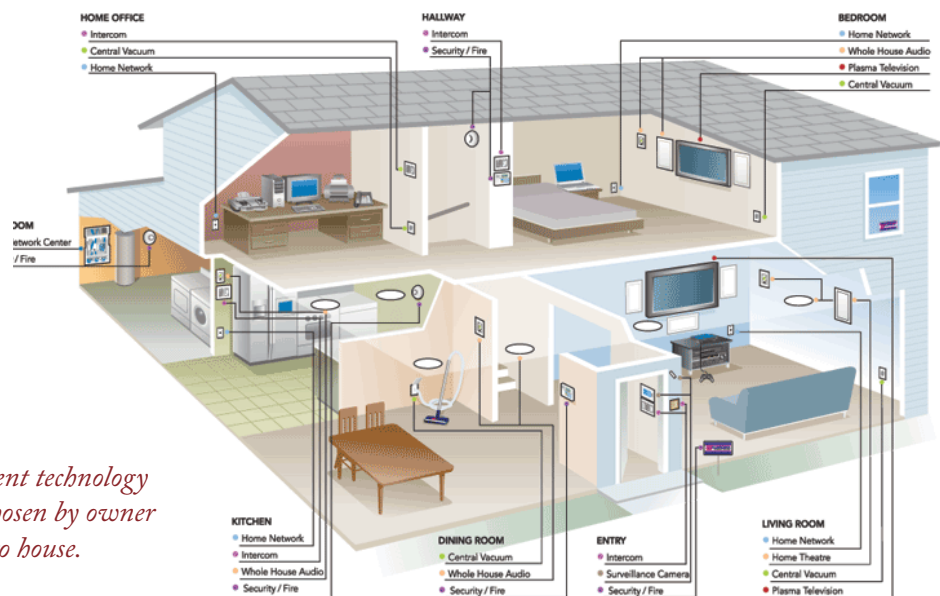 HOME OFFICE
Intercom
Central Vacuum
Home Network
HALLWAY
Intercom
Security / Fire
BEDROOM
Home Network
Whole House Audio
Plasma Television
Central Vacuum
OOM
etwork Center
/ Fire
ent technology
osen by owner
o house.
KITCHEN
Home Network
Intercom
Whole House Audio
Security / Fire
DINING ROOM
Central Vacuum
Whole House Audio
Security / Fire
ENTRY
Intercom
Surveillance Camera
Security / Fire
LIVING ROOM
Home Network
Home Theatre
Central Vacuum
Plasma Television